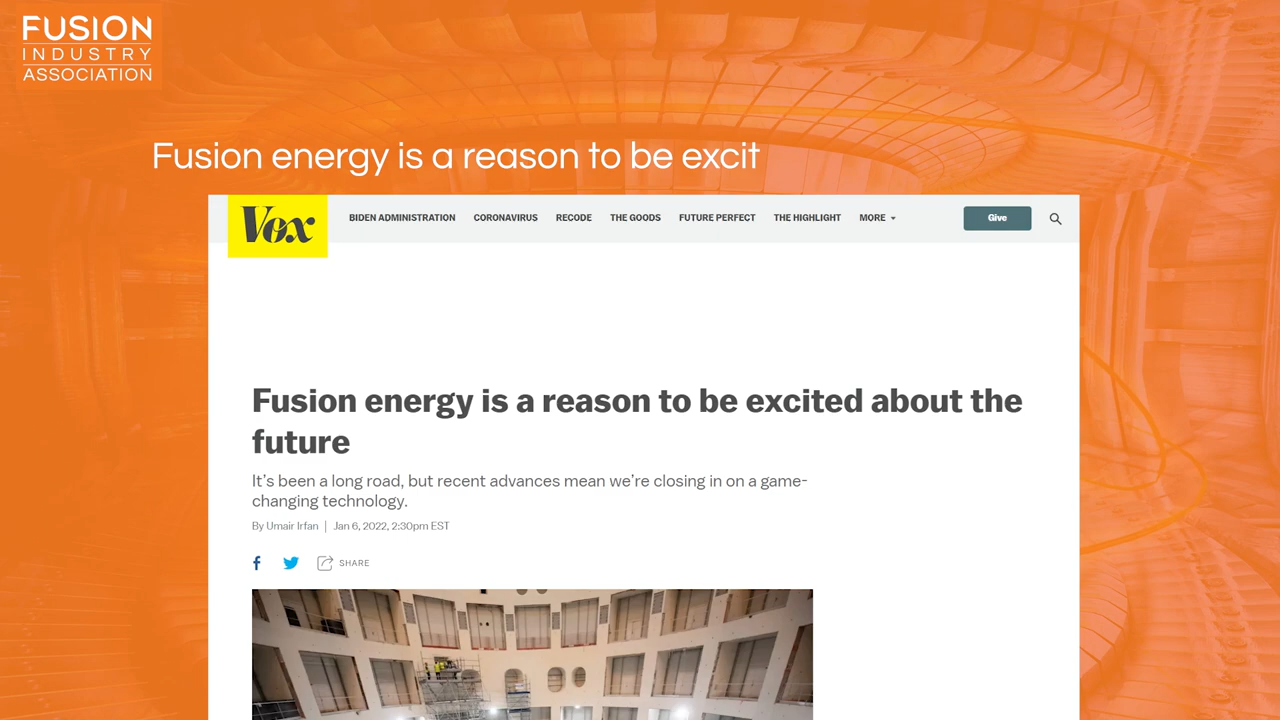 FUSION
INDUSTRY
ASSOCIATION
Fusion energy is a reason to be excit
Vox
BIDEN ADMINISTRATION CORONAVIRUS RECODE THE GOODS FUTURE PERFECT THE HIGHLIGHT MORE Give
Fusion energy is a reason to be excited about the
future
It's been a long road, but recent advances mean we're closing in on a game-
changing technology.
By Umair Irfan | Jan 6, 2022, 2:30pm EST
f SHARE